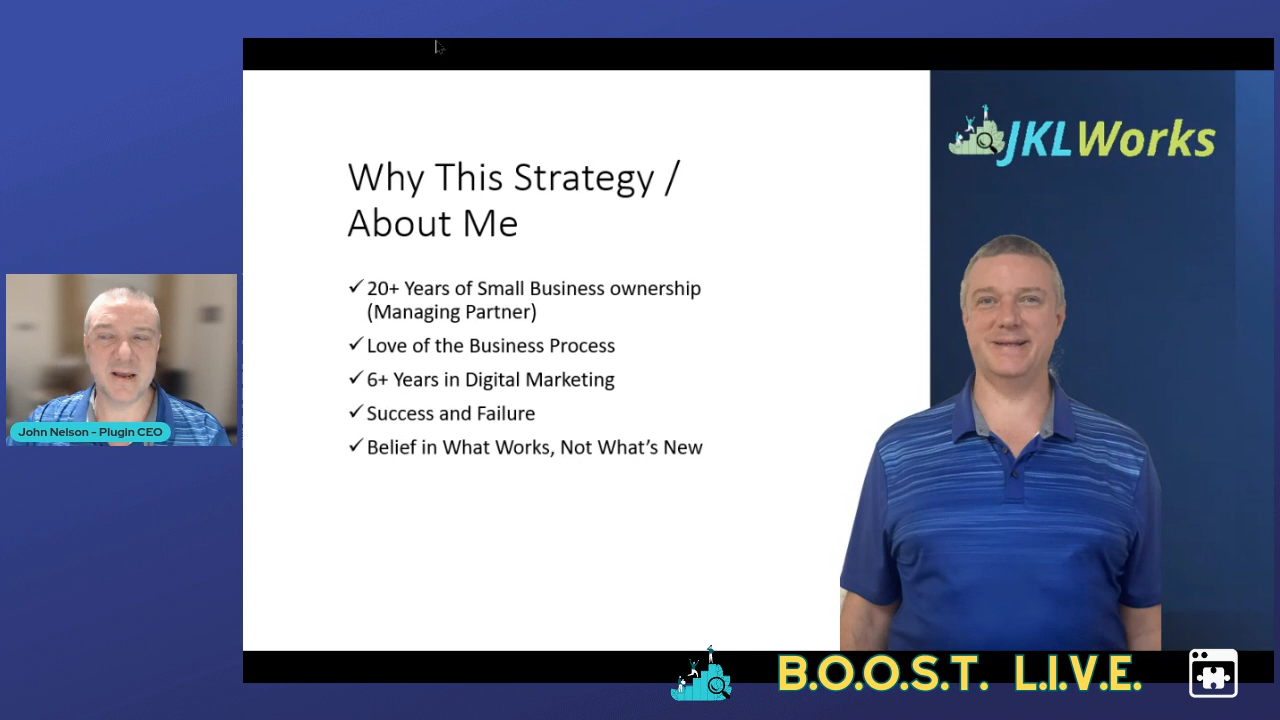 JKLWorks
Why This Strategy /
About Me
✓20+ Years of Small Business ownership
(Managing Partner)
✓Love of the Business Process
✓6+ Years in Digital Marketing
✓Success and Failure
✓Belief in What Works, Not What’s New
John Nelson - Plugin CEO
B.O.O.S.T. L.I.V.E.